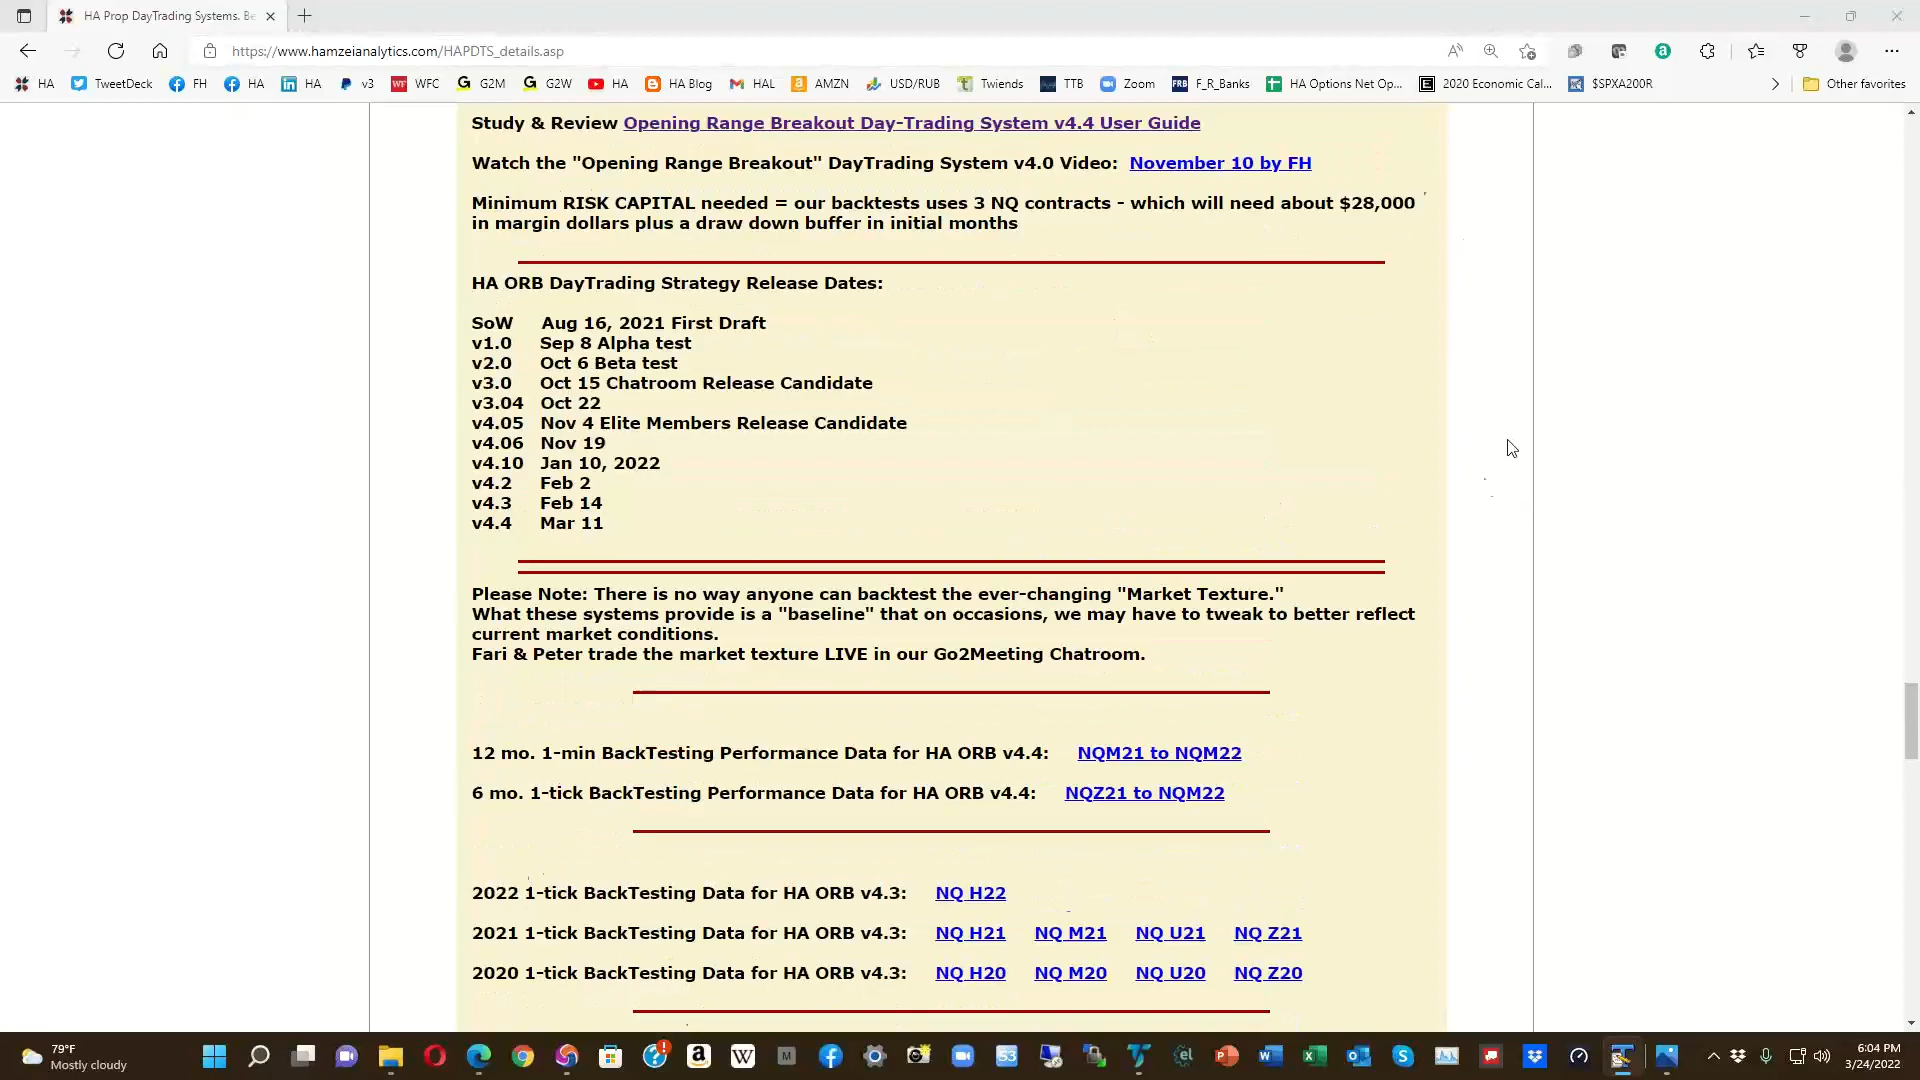 HA Prop DayTrading Systems. Be
https://www.hamzeianalytics.com/HAPDTS_details.asp
HA TweetDeck FH HA HA v3 WFC G2M G2W HA HA Blog HAL AMZN USD/RUB Twiends TTB Zoom F_R_Banks HA Options Net Op... 2020 Economic Cal... $SPXA200R Other favorites
Study & Review Opening Range Breakout Day-Trading System v4.4 User Guide
Watch the "Opening Range Breakout" DayTrading System v4.0 Video: November 10 by FH
Minimum RISK CAPITAL needed = our backtests uses 3 NQ contracts - which will need about $28,000
in margin dollars plus a draw down buffer in initial months
HA ORB DayTrading Strategy Release Dates:
SoW Aug 16, 2021 First Draft
v1.0 Sep 8 Alpha test
v2.0 Oct 6 Beta test
v3.0 Oct 15 Chatroom Release Candidate
v3.04 Oct 22
v4.05 Nov 4 Elite Members Release Candidate
v4.06 Nov 19
v4.10 Jan 10, 2022
v4.2 Feb 2
v4.3 Feb 14
v4.4 Mar 11
Please Note: There is no way anyone can backtest the ever-changing "Market Texture."
What these systems provide is a "baseline" that on occasions, we may have to tweak to better reflect
current market conditions.
Fari & Peter trade the market texture LIVE in our Go2Meeting Chatroom.
12 mo. 1-min BackTesting Performance Data for HA ORB v4.4: NQM21 to NQM22
6 mo. 1-tick BackTesting Performance Data for HA ORB v4.4: NQZ21 to NQM22
2022 1-tick BackTesting Data for HA ORB v4.3: NQ H22
2021 1-tick BackTesting Data for HA ORB v4.3: NQ H21 NQ M21 NQ U21 NQ Z21
2020 1-tick BackTesting Data for HA ORB v4.3: NQ H20 NQ M20 NQ U20 NQ Z20
79°F
Mostly cloudy
6:04 PM
3/24/2022